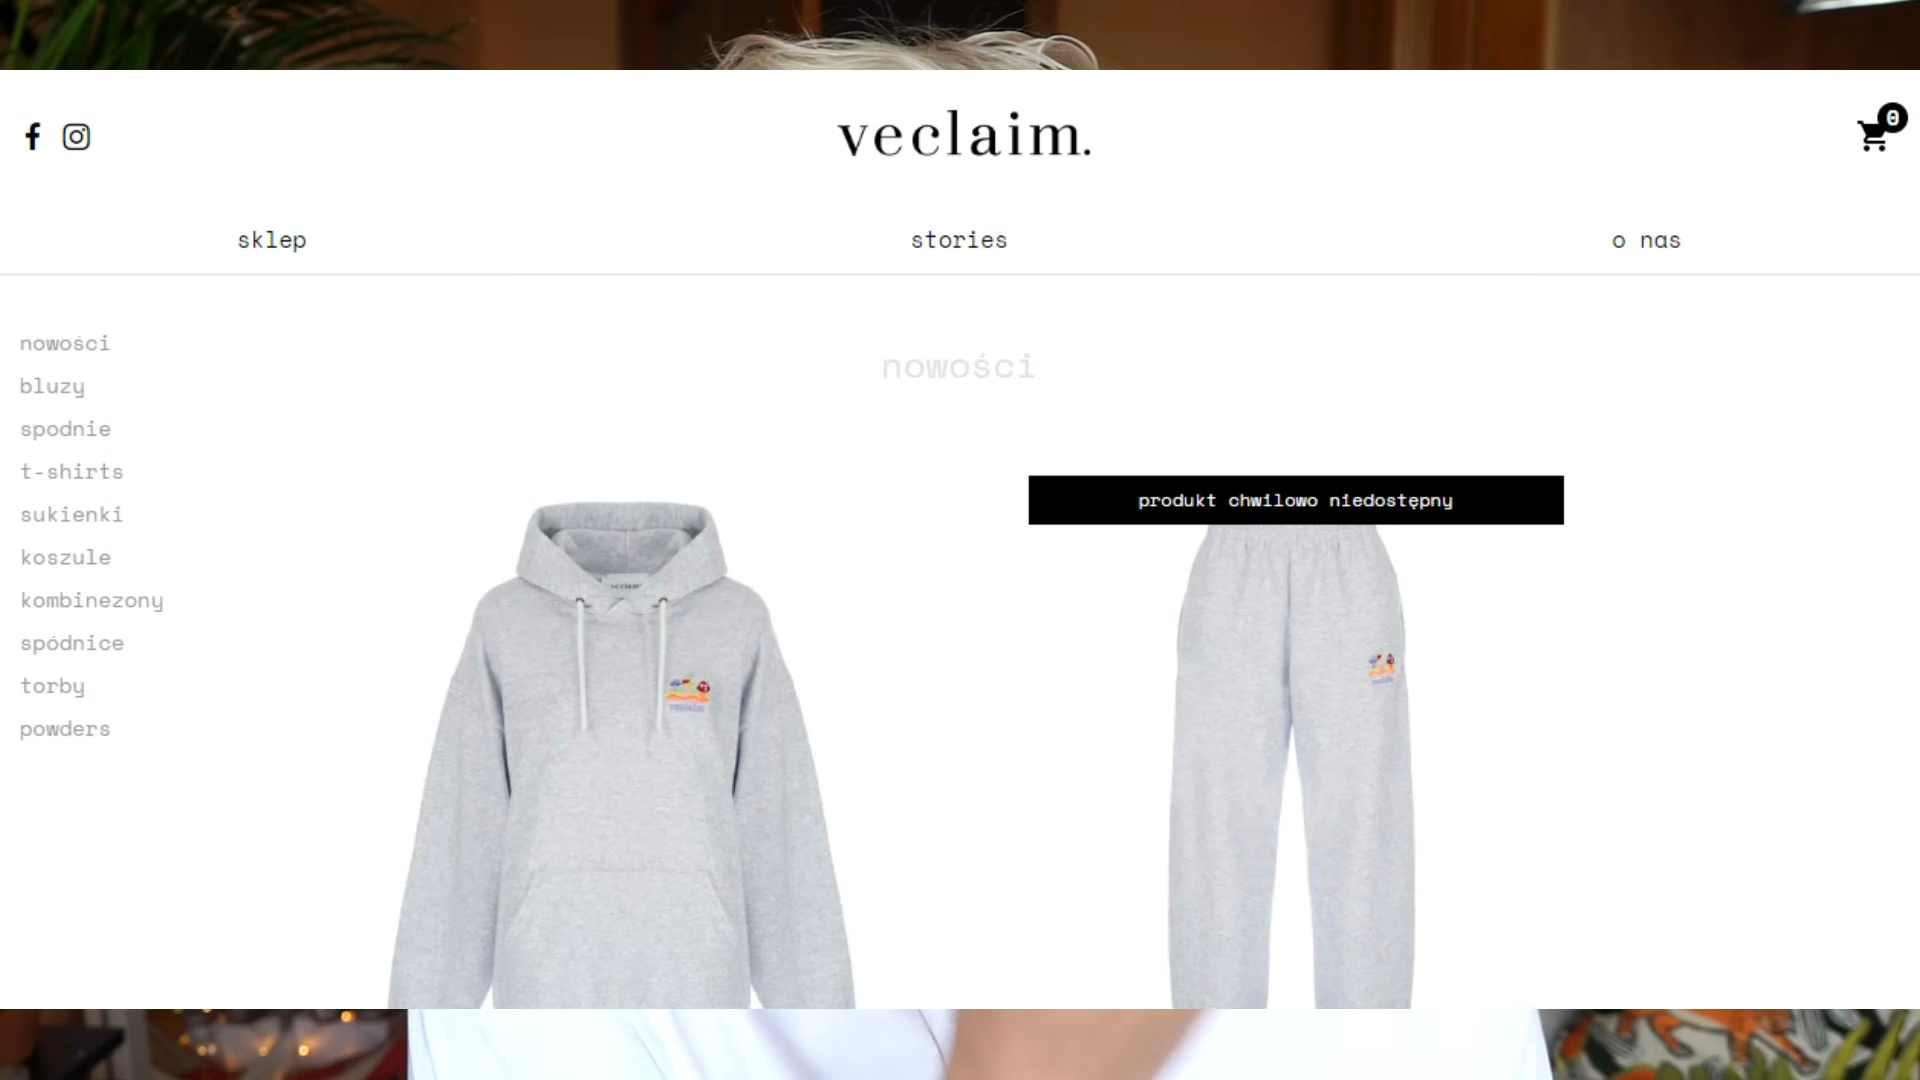 veclaim.
0
sklep
stories
o nas
nowości
bluzy
spodnie
t-shirts
sukienki
koszule
kombinezony
spódnice
torby
powders
nowości
produkt chwilowo niedostępny
veclaim